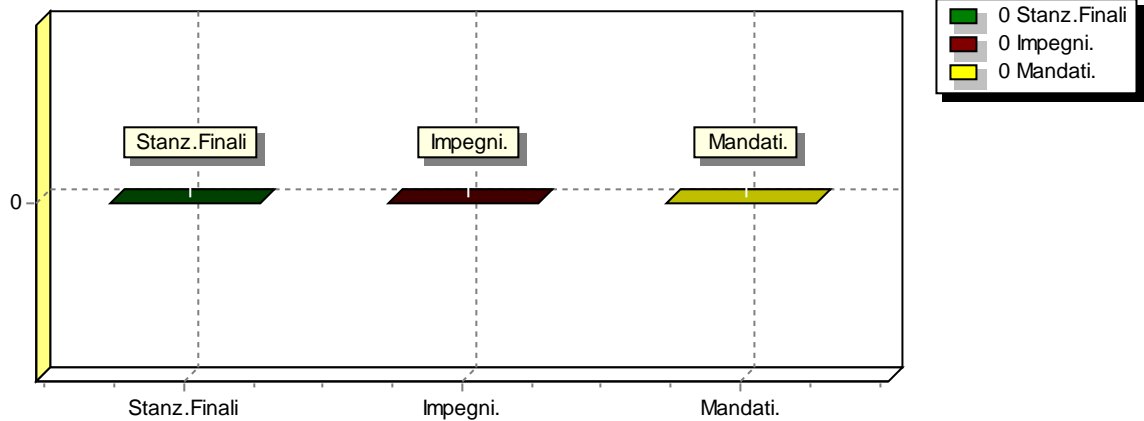 0 Stanz.Finali
0 Impegni.
0 Mandati.
Stanz.Finali
Impegni.
Mandati.
0
Stanz.Finali
Impegni.
Mandati.